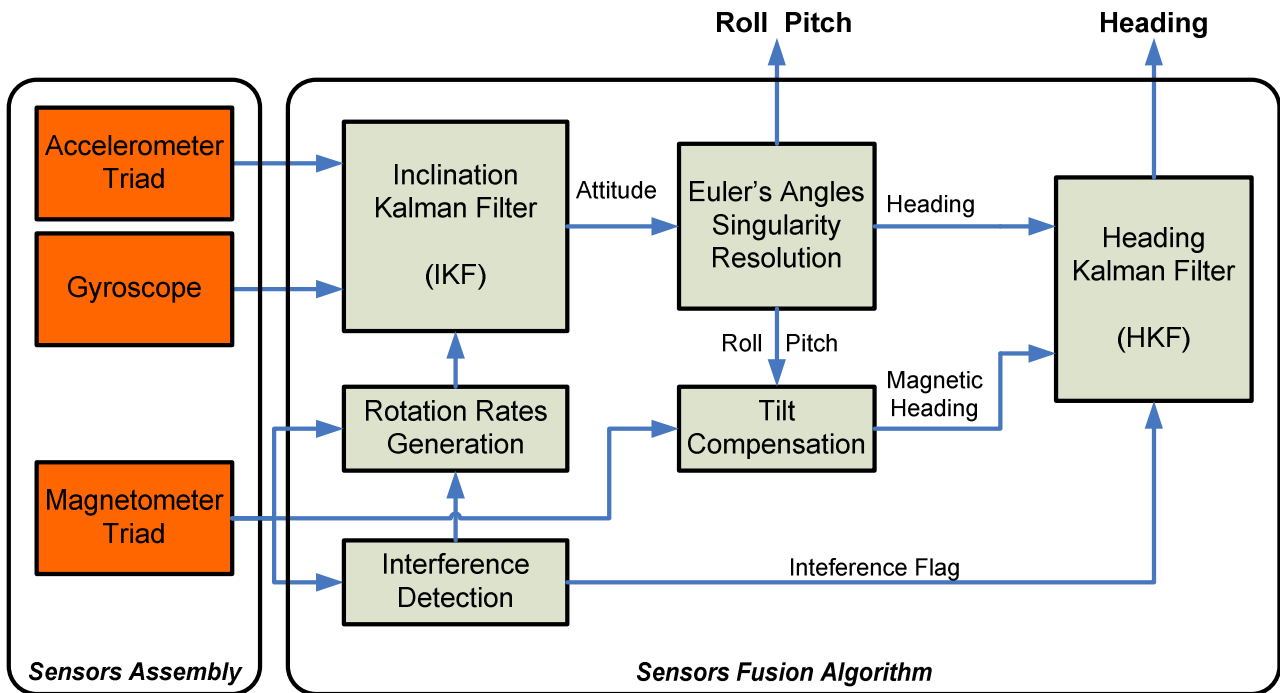 Roll Pitch
Heading
Accelerometer
Triad
Gyroscope
Magnetometer
Triad
Sensors Assembly
Inclination
Kalman Filter
(IKF)
Attitude
Euler's Angles
Singularity
Resolution
Heading
Heading
Kalman Filter
(HKF)
Roll Pitch
Rotation Rates
Generation
Tilt
Compensation
Magnetic
Heading
Interference
Detection
Inteference Flag
Sensors Fusion Algorithm